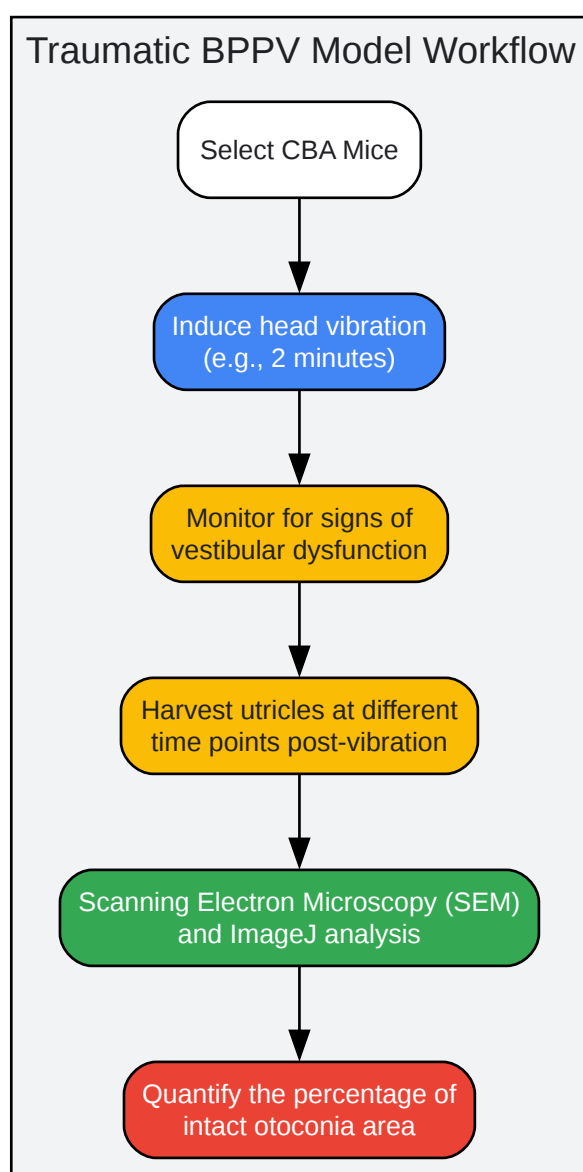 Traumatic BPPV Model Workflow
Select CBA Mice
Induce head vibration
(e.g., 2 minutes)
Monitor for signs of
vestibular dysfunction
Harvest utricles at different
time points post-vibration
Scanning Electron Microscopy (SEM)
and ImageJ analysis
Quantify the percentage of
intact otoconia area